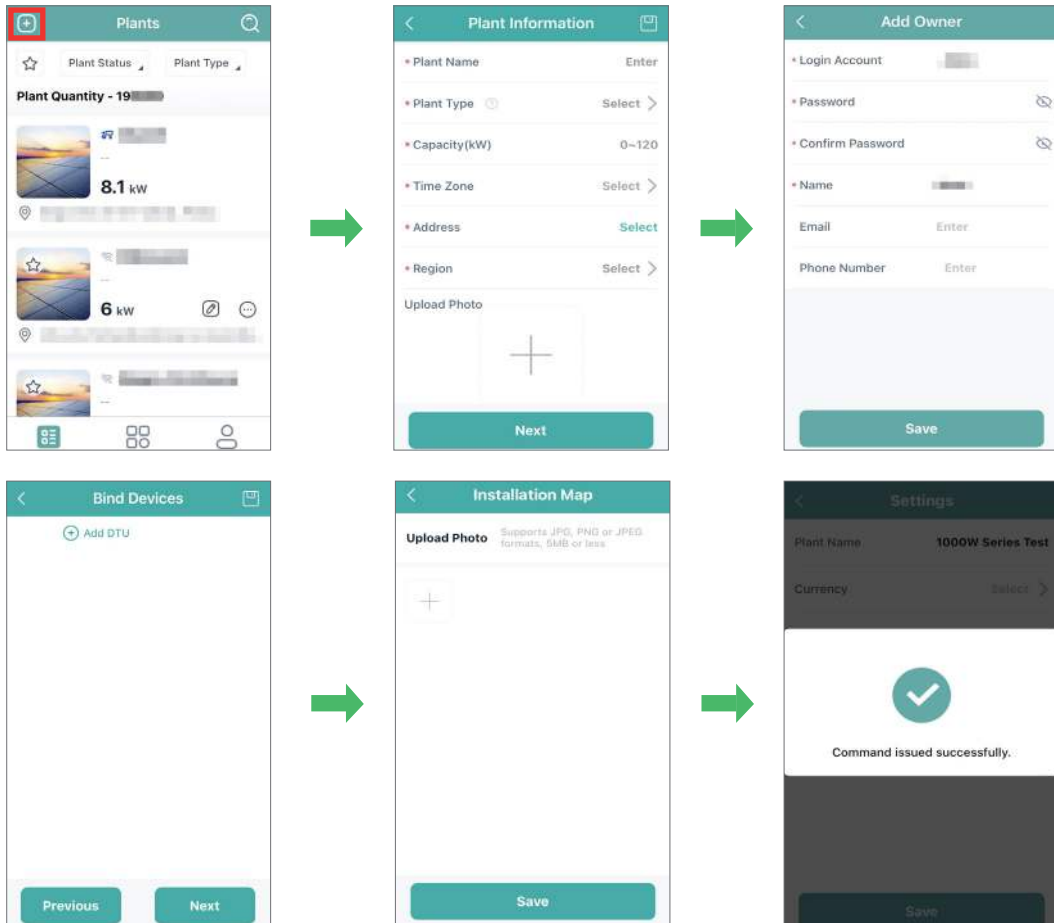 Plants
Plant Status
Plant Type
Plant Quantity - 19
--
8.1 kW
--
6 kW
--
Plant Information
* Plant Name Enter
* Plant Type Select >
* Capacity(kW) 0~120
* Time Zone Select >
* Address Select
* Region Select >
Upload Photo
Next
Add Owner
* Login Account
* Password
* Confirm Password
* Name
Email Enter
Phone Number Enter
Save
Bind Devices
Add DTU
Previous Next
Installation Map
Upload Photo Supports JPG, PNG or JPEG
formats, 5MB or less
Save
Settings
Plant Name 1000W Series Test
Currency Select >
Command issued successfully.
Save